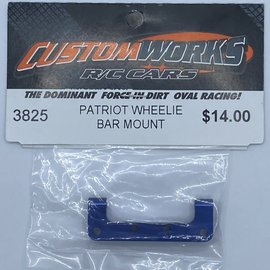 CUSTOMWORKS
R/C CARS
THE DOMINANT FORCE IN DIRT OVAL RACING!
3825 PATRIOT WHEELIE $14.00
BAR MOUNT